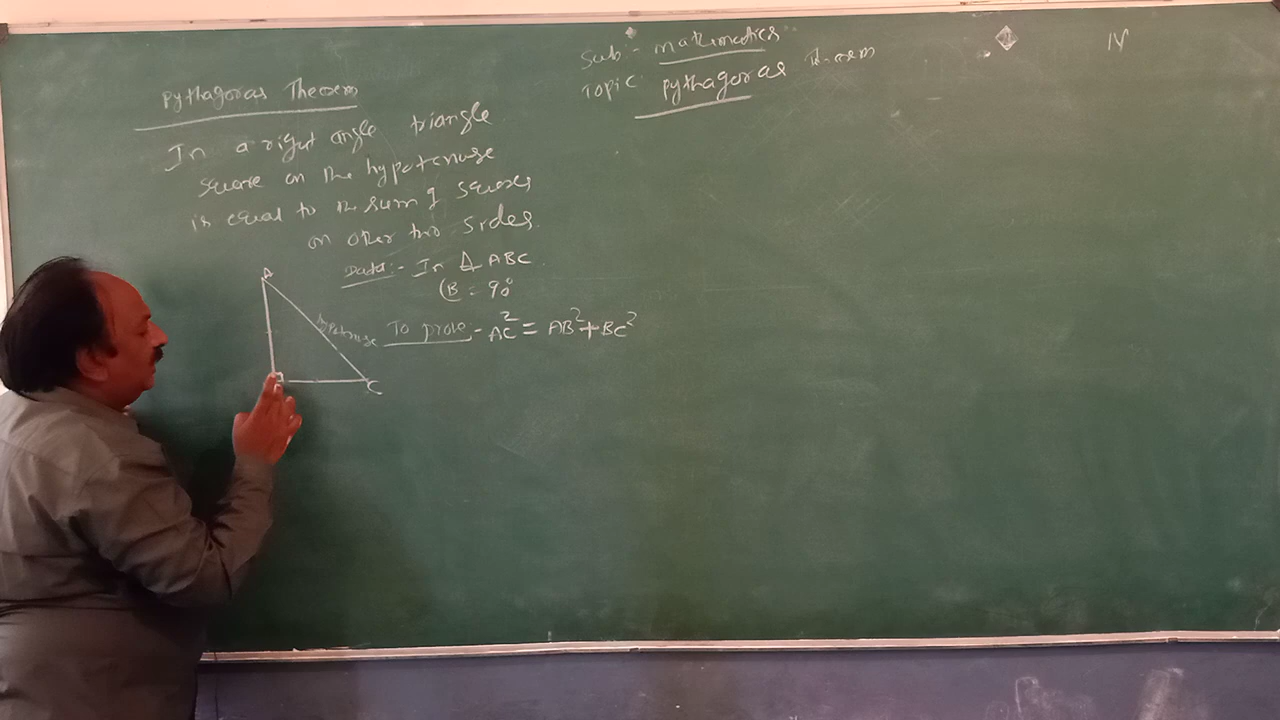 Sub:- Mathematics
Topic Pythagoras Theorem
IV
Pythagoras Theorem
In a right angle triangle
square on the hypotenuse
is equal to the sum of squares
on other two sides.
Data:- In △ ABC
∠B = 90°
To prove - AC² = AB² + BC²
A
hypotenuse
C